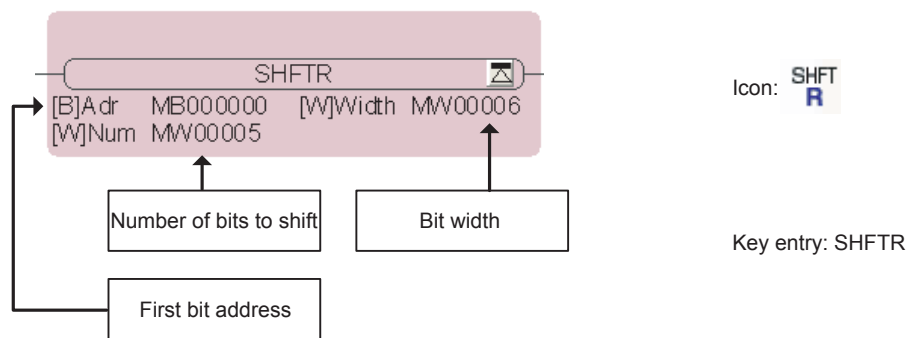 SHFTR
[B]Adr MB000000 [W]Width MW00006
[W]Num MW00005
Number of bits to shift
Bit width
First bit address
Icon: SHFT
R
Key entry: SHFTR